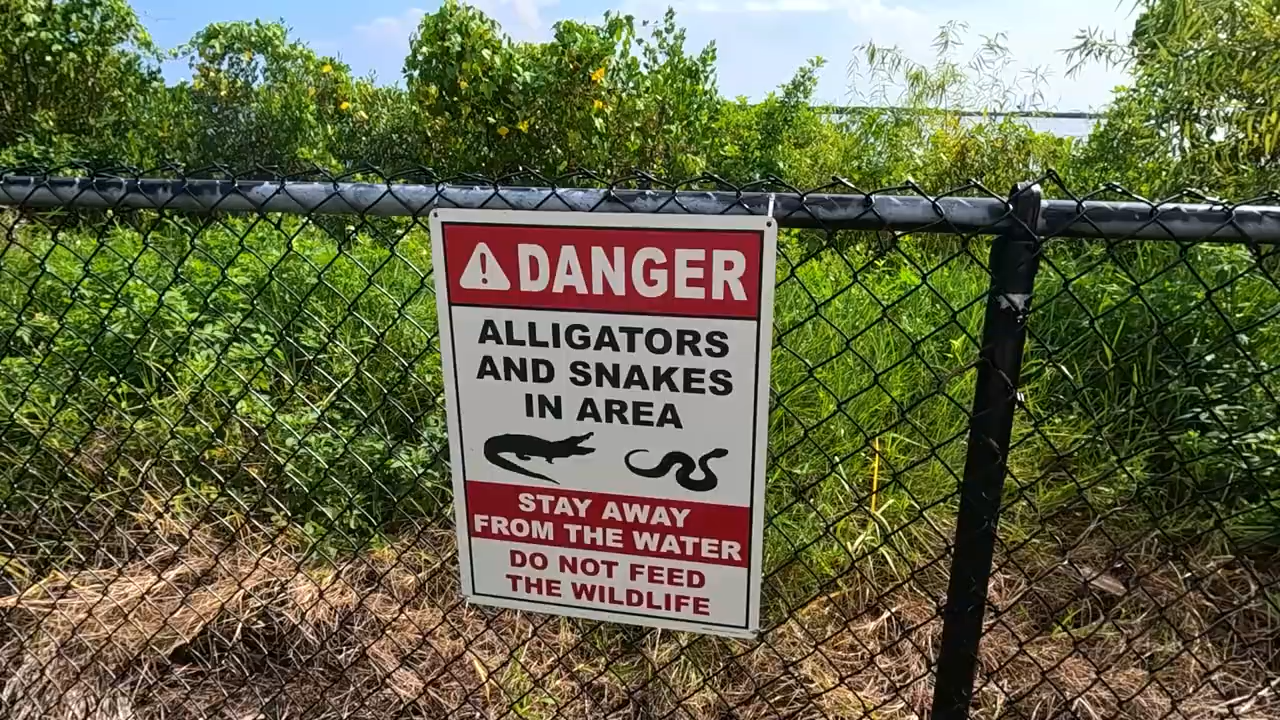 DANGER
ALLIGATORS
AND SNAKES
IN AREA
STAY AWAY
FROM THE WATER
DO NOT FEED
THE WILDLIFE